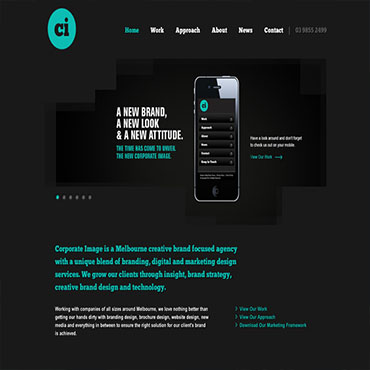 ci
Home Work Approach About News Contact | 03 9855 2499
A NEW BRAND,
A NEW LOOK
& A NEW ATTITUDE.
THE TIME HAS COME TO UNVEIL
THE NEW CORPORATE IMAGE.
ci
Work
Approach
About
News
Contact
Keep In Touch
Have a look around and don't forget
to check us out on your mobile.
View Our Work
Corporate Image is a Melbourne creative brand focused agency
with a unique blend of branding, digital and marketing design
services. We grow our clients through insight, brand strategy,
creative brand design and technology.
Working with companies of all sizes around Melbourne, we love nothing better than
getting our hands dirty with branding design, brochure design, website design, new
media and everything in between to ensure the right solution for our client's brand
is achieved.
> View Our Work
> View Our Approach
> Download Our Marketing Framework